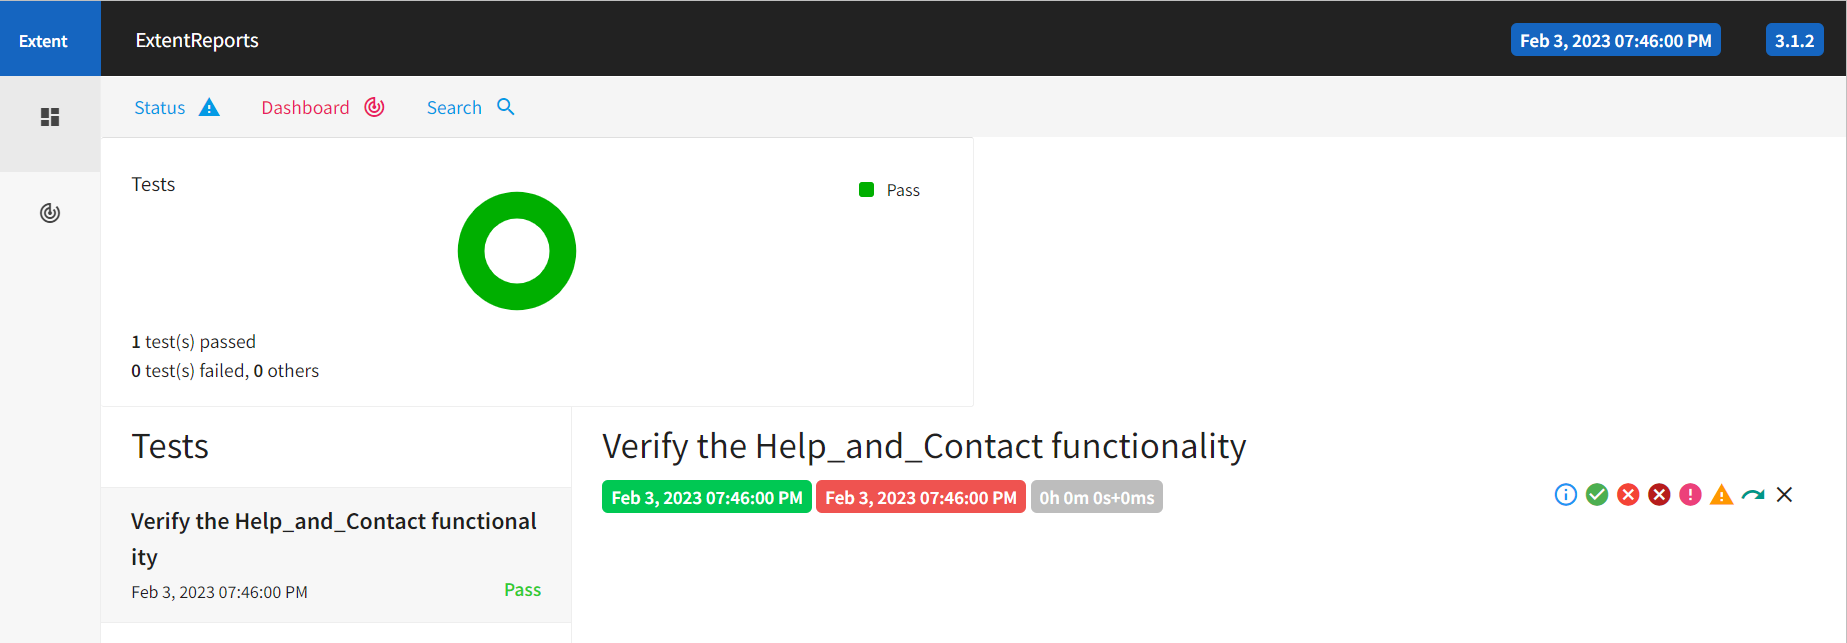 Extent
ExtentReports
Feb 3, 2023 07:46:00 PM
3.1.2
Status
Dashboard
Search
Tests
Pass
1 test(s) passed
0 test(s) failed, 0 others
Tests
Verify the Help_and_Contact functional
ity
Feb 3, 2023 07:46:00 PM
Pass
Verify the Help_and_Contact functionality
Feb 3, 2023 07:46:00 PM
Feb 3, 2023 07:46:00 PM
0h 0m 0s+0ms